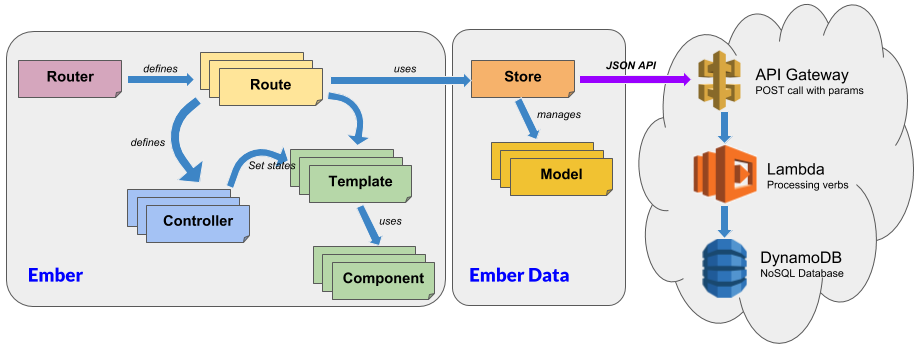 Router
defines
Route
uses
Store
JSON API
API Gateway
POST call with params
defines
manages
Set states
Template
Model
Lambda
Processing verbs
Controller
uses
Component
Ember
Ember Data
DynamoDB
NoSQL Database